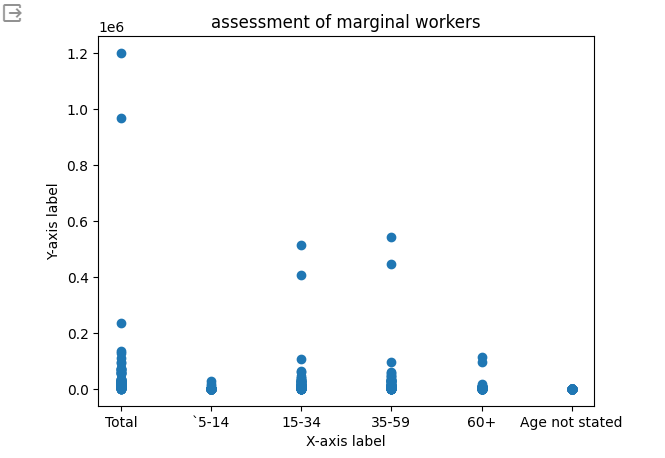 assessment of marginal workers
1e6
1.2
1.0
0.8
0.6
0.4
0.2
0.0
Y-axis label
Total `5-14 15-34 35-59 60+ Age not stated
X-axis label